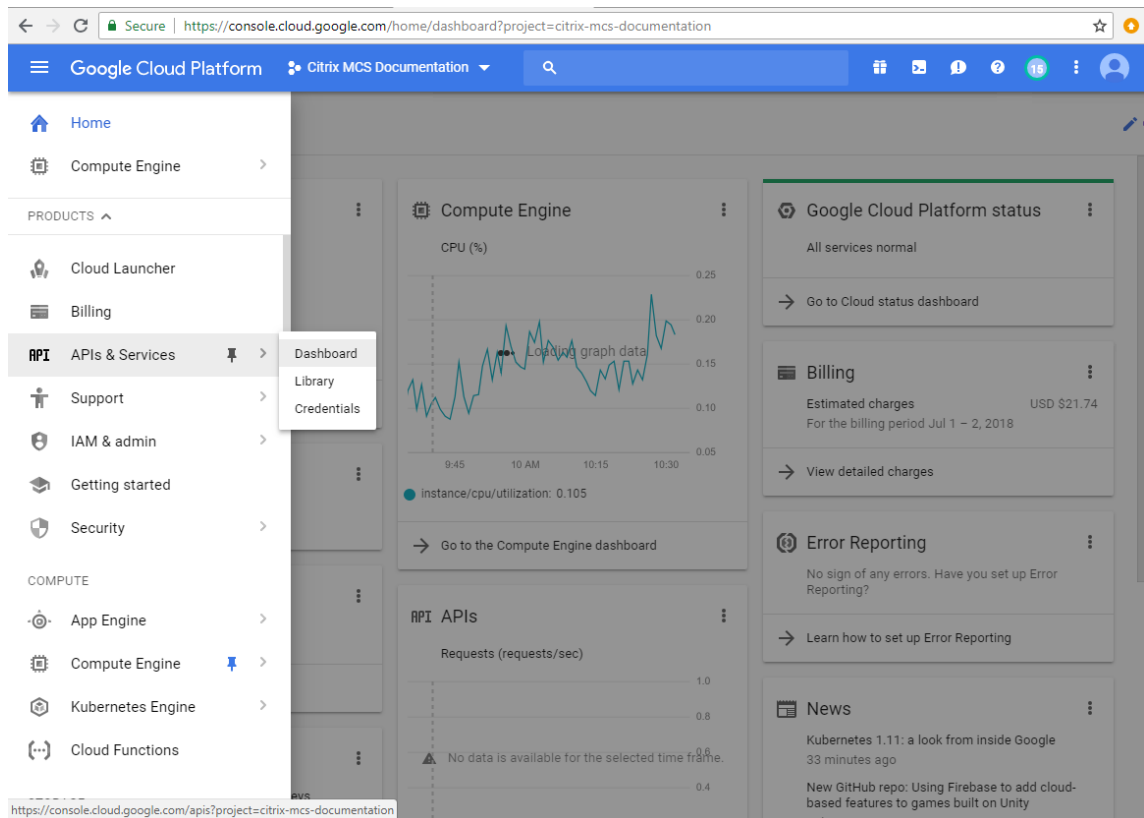 Secure | https://console.cloud.google.com/home/dashboard?project=citrix-mcs-documentation
Google Cloud Platform
Citrix MCS Documentation
15
Home
Compute Engine
PRODUCTS
Cloud Launcher
Billing
API APIs & Services
Dashboard
Library
Credentials
Support
IAM & admin
Getting started
Security
COMPUTE
App Engine
Compute Engine
Kubernetes Engine
Cloud Functions
https://console.cloud.google.com/apis?project=citrix-mcs-documentation
Compute Engine
CPU (%)
0.25
0.20
Loading graph data
0.15
0.10
0.05
9:45 10 AM 10:15 10:30
instance/cpu/utilization: 0.105
Go to the Compute Engine dashboard
API APIs
Requests (requests/sec)
1.0
0.8
No data is available for the selected time frame.
0.6
0.4
Google Cloud Platform status
All services normal
Go to Cloud status dashboard
Billing
Estimated charges USD $21.74
For the billing period Jul 1 – 2, 2018
View detailed charges
Error Reporting
No sign of any errors. Have you set up Error
Reporting?
Learn how to set up Error Reporting
News
Kubernetes 1.11: a look from inside Google
33 minutes ago
New GitHub repo: Using Firebase to add cloud-
based features to games built on Unity